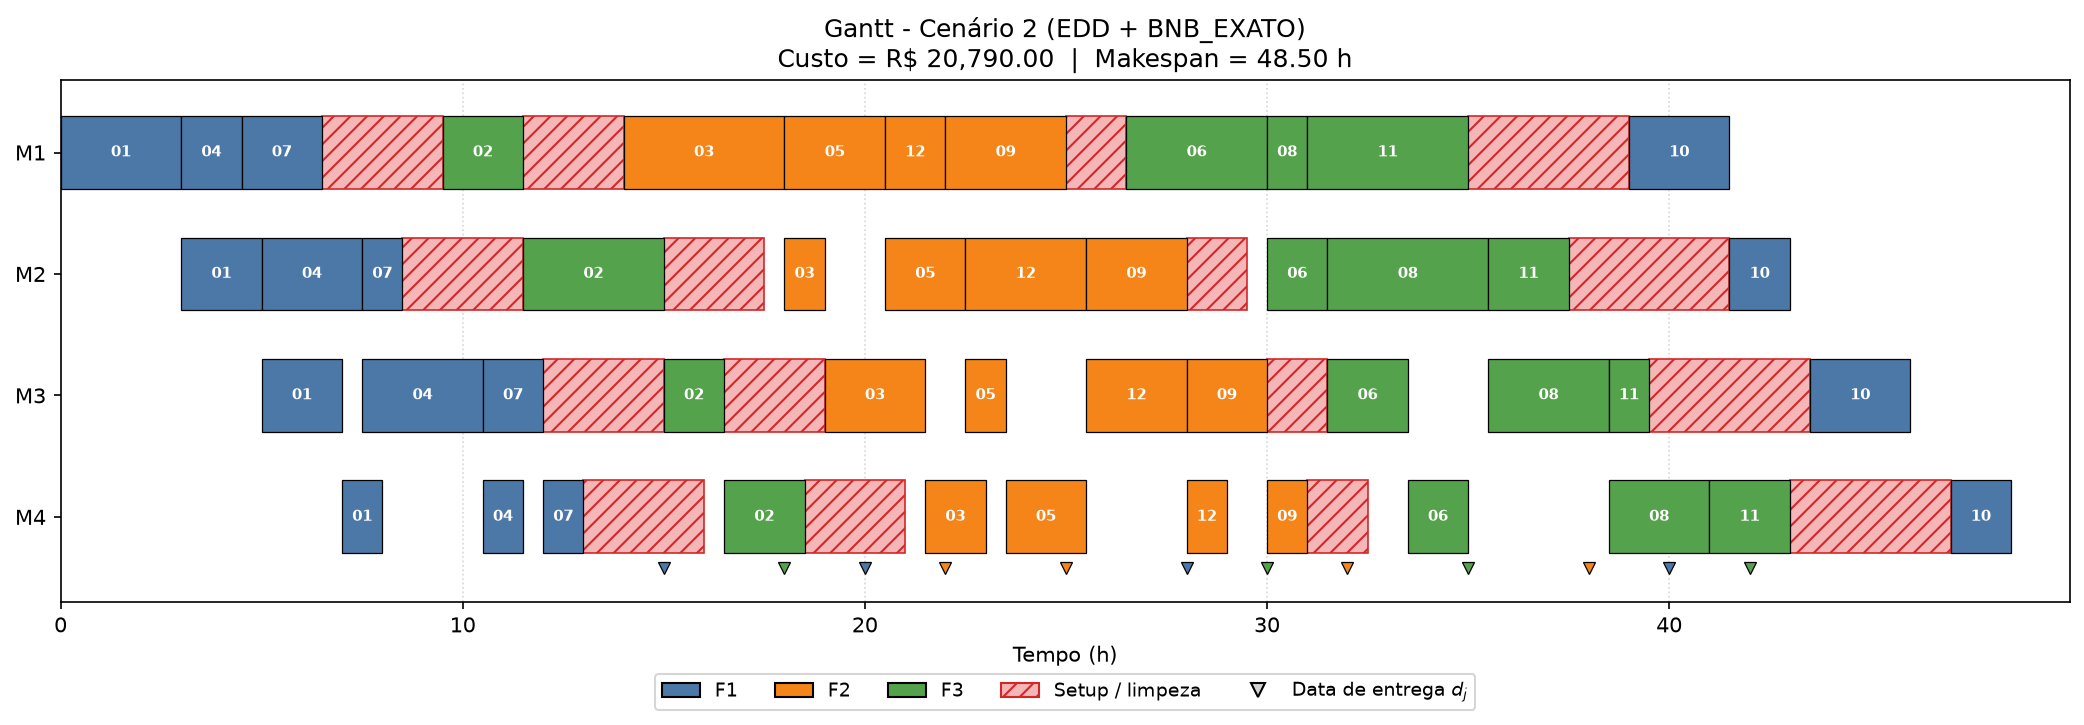 Gantt - Cenário 2 (EDD + BNB_EXATO)
Custo = R$ 20,790.00 | Makespan = 48.50 h
M1 01 04 07 02 03 05 12 09 06 08 11 10
M2 01 04 07 02 03 05 12 09 06 08 11 10
M3 01 04 07 02 03 05 12 09 06 08 11 10
M4 01 04 07 02 03 05 12 09 06 08 11 10
0 10 20 30 40
Tempo (h)
F1 F2 F3 Setup / limpeza Data de entrega dj